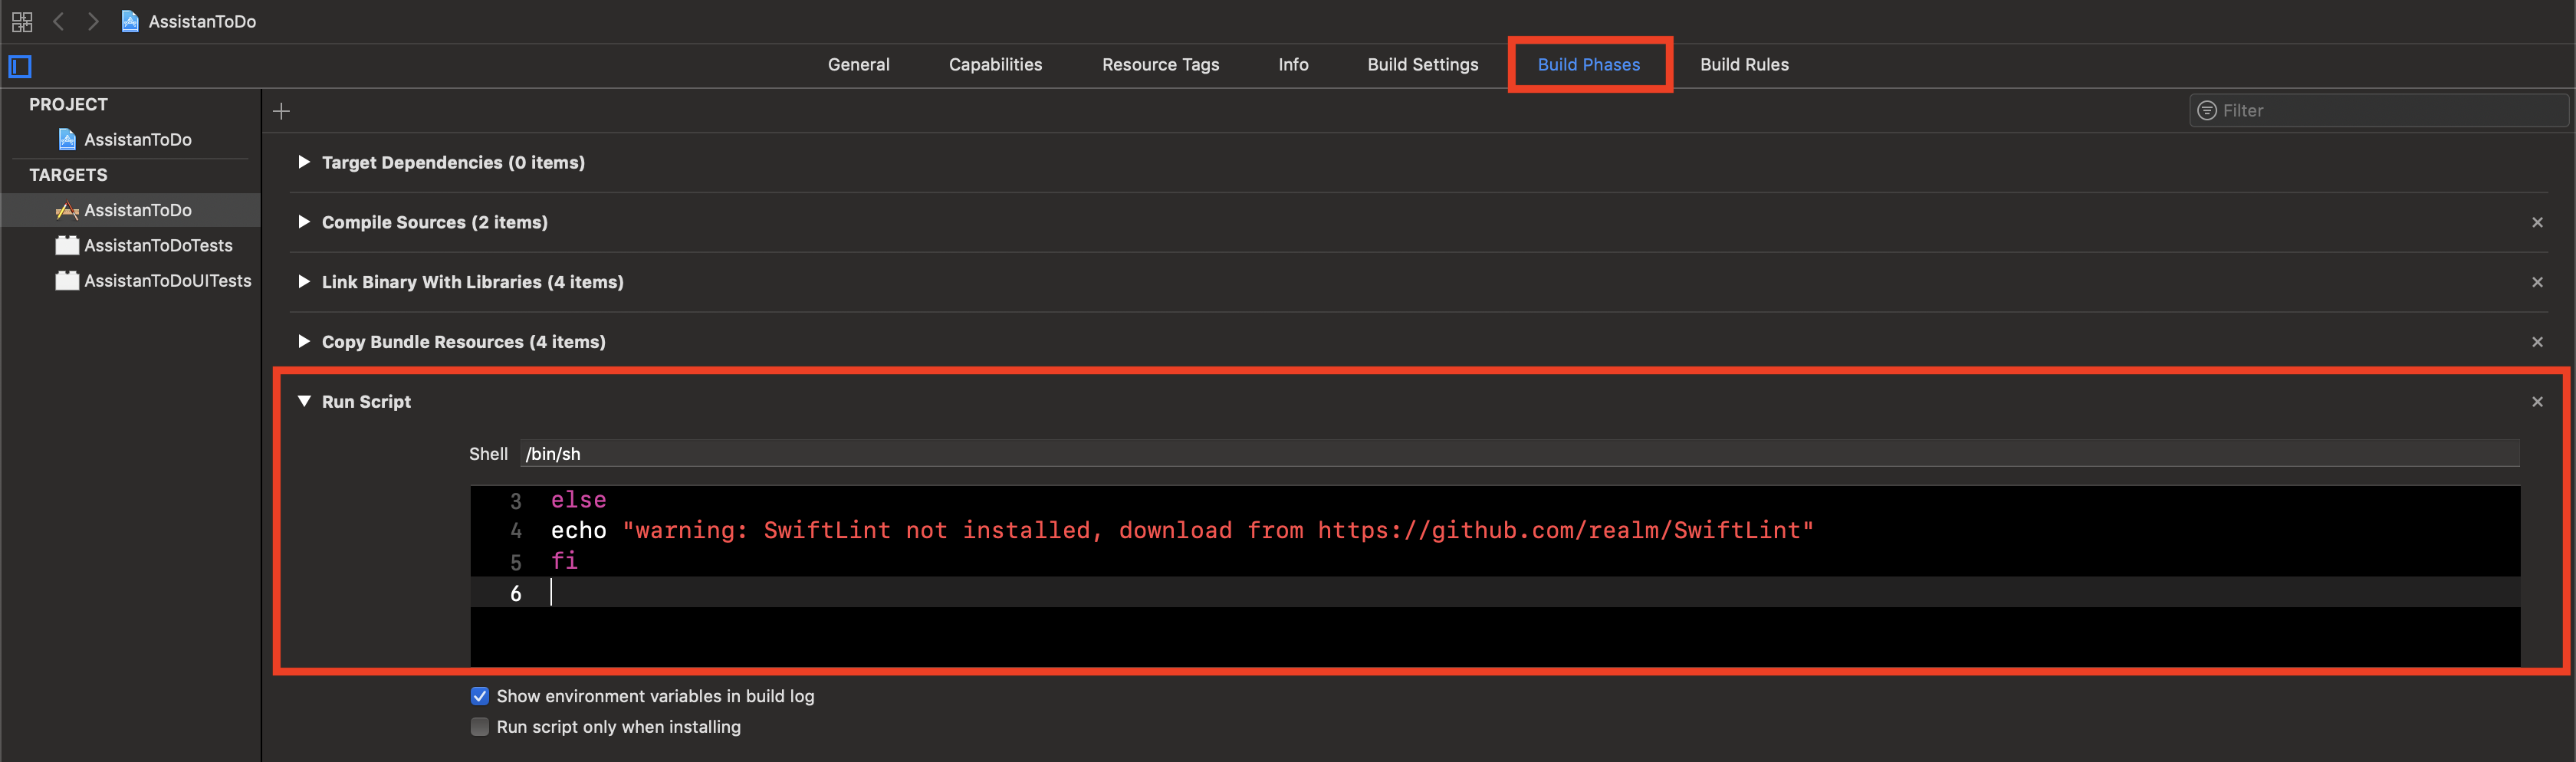 AssistanToDo
General Capabilities Resource Tags Info Build Settings Build Phases Build Rules
PROJECT
AssistanToDo
TARGETS
AssistanToDo
AssistanToDoTests
AssistanToDoUITests
Filter
Target Dependencies (0 items)
Compile Sources (2 items)
Link Binary With Libraries (4 items)
Copy Bundle Resources (4 items)
Run Script
Shell /bin/sh
3 else
4 echo "warning: SwiftLint not installed, download from https://github.com/realm/SwiftLint"
5 fi
6
Show environment variables in build log
Run script only when installing